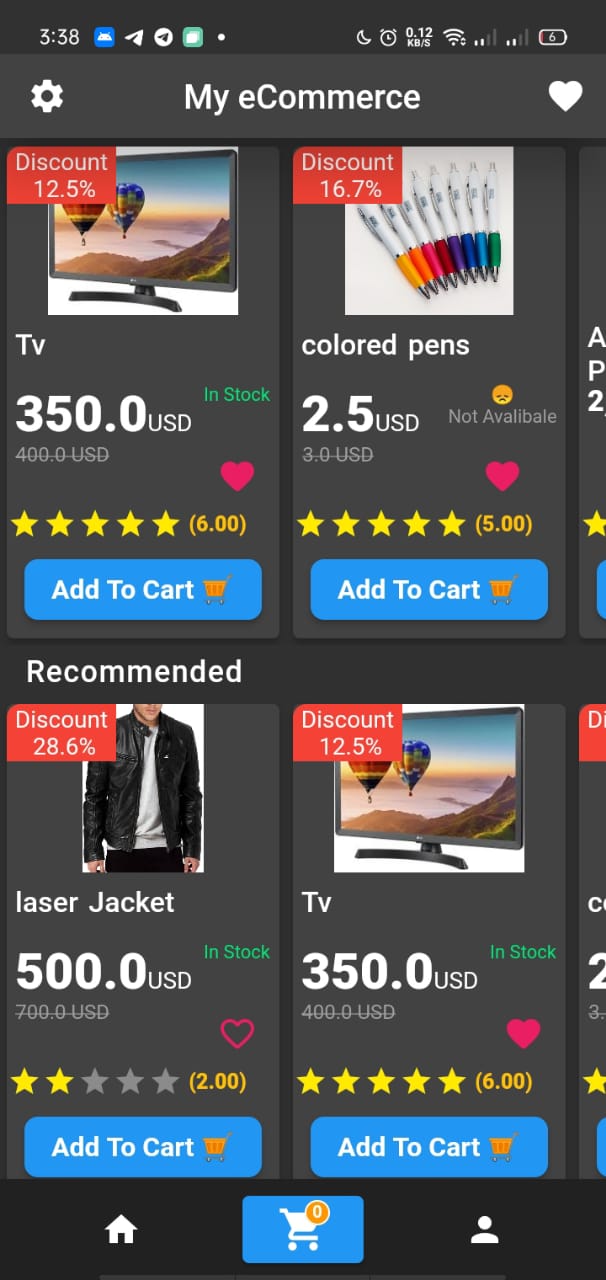 3:38
0.12
KB/S
6
My eCommerce
Discount
12.5%
Discount
16.7%
Tv
colored pens
A
P
In Stock
350.0USD
2.5USD
Not Avalibale
2,
400.0 USD
3.0 USD
(6.00)
(5.00)
Add To Cart
Add To Cart
Recommended
Discount
28.6%
Discount
12.5%
Di
laser Jacket
Tv
co
In Stock
In Stock
500.0USD
350.0USD
2
700.0 USD
400.0 USD
3.
(2.00)
(6.00)
Add To Cart
Add To Cart
0